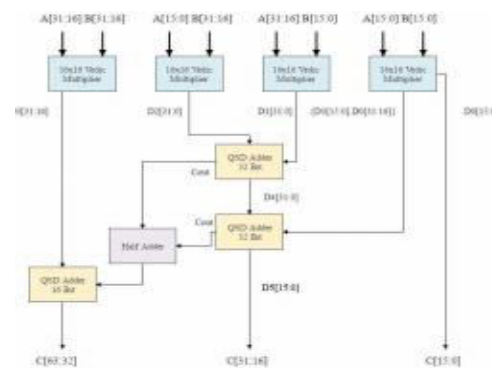 A[31:16] B[31:16]
A[15:0] B[31:16]
A[31:16] B[15:0]
A[15:0] B[15:0]
16x16 Vedic
Multiplier
16x16 Vedic
Multiplier
16x16 Vedic
Multiplier
16x16 Vedic
Multiplier
D2[31:0]
D1[31:0]
QSD Adder
32 Bit
Cout
D4[31:0]
QSD Adder
32 Bit
Cout
Half Adder
QSD Adder
16 Bit
D5[15:0]
C[63:32]
C[31:16]
C[15:0]